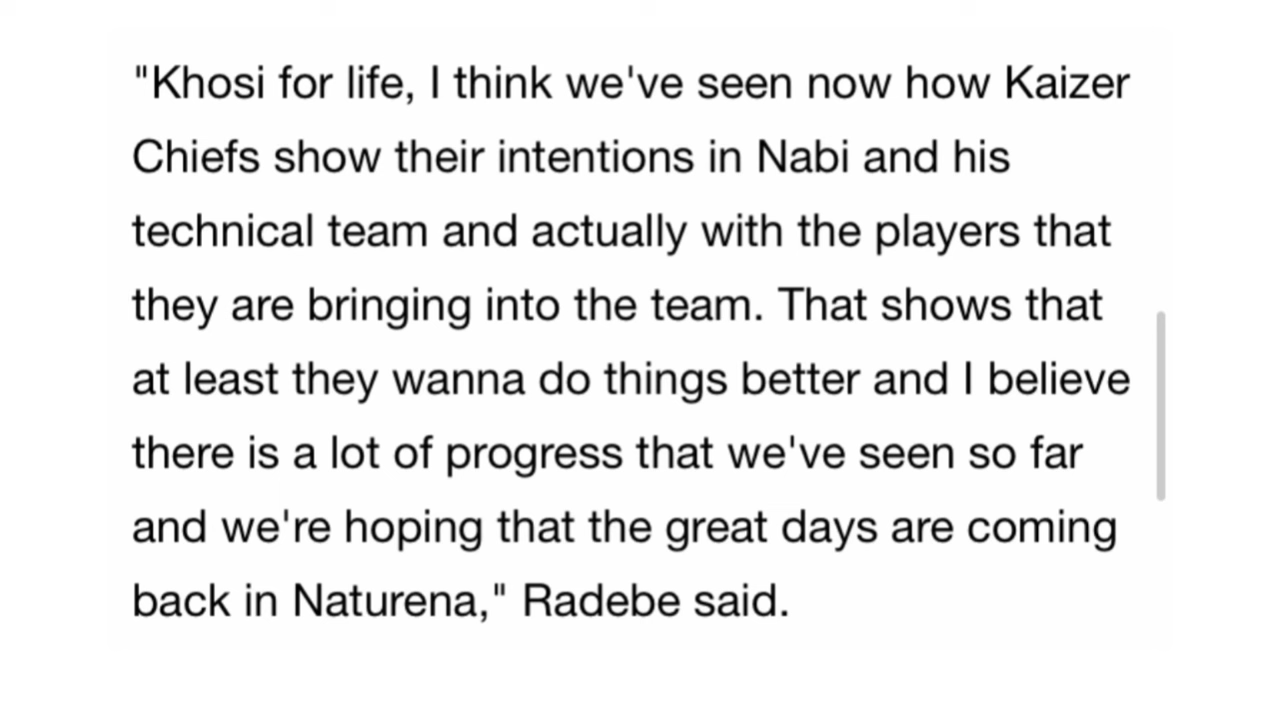 "Khosi for life, I think we've seen now how Kaizer
Chiefs show their intentions in Nabi and his
technical team and actually with the players that
they are bringing into the team. That shows that
at least they wanna do things better and I believe
there is a lot of progress that we've seen so far
and we're hoping that the great days are coming
back in Naturena," Radebe said.